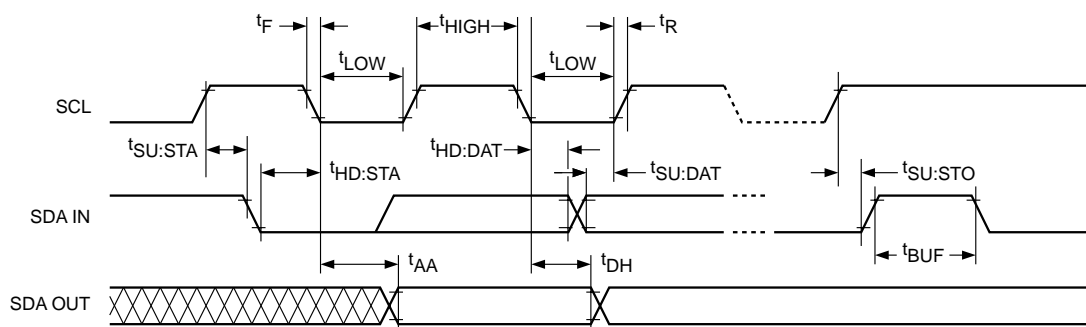 tF
tHIGH
tR
tLOW
tLOW
SCL
tSU:STA
tHD:DAT
tHD:STA
tSU:DAT
tSU:STO
SDA IN
tBUF
tAA
tDH
SDA OUT